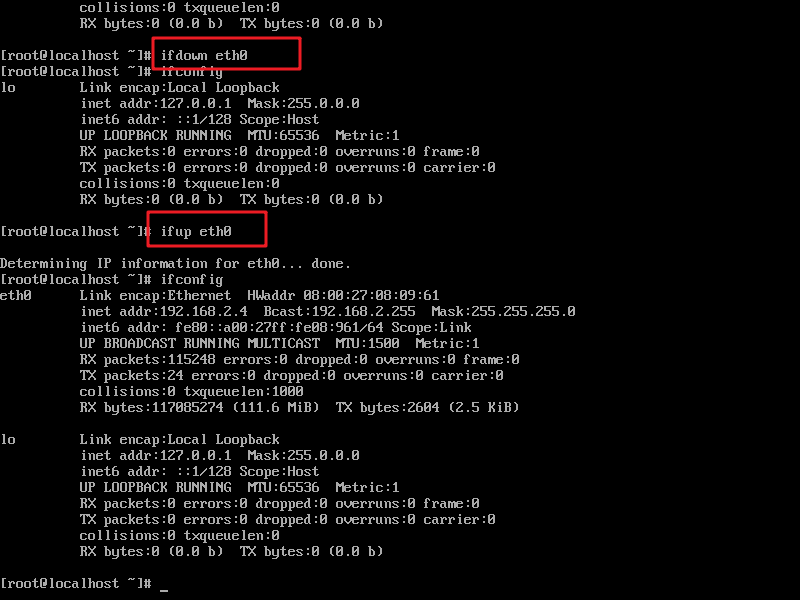 collisions:0 txqueuelen:0
RX bytes:0 (0.0 b)  TX bytes:0 (0.0 b)
[root@localhost ~]# ifdown eth0
[root@localhost ~]# ifconfig
lo        Link encap:Local Loopback
inet addr:127.0.0.1  Mask:255.0.0.0
inet6 addr: ::1/128 Scope:Host
UP LOOPBACK RUNNING  MTU:65536  Metric:1
RX packets:0 errors:0 dropped:0 overruns:0 frame:0
TX packets:0 errors:0 dropped:0 overruns:0 carrier:0
collisions:0 txqueuelen:0
RX bytes:0 (0.0 b)  TX bytes:0 (0.0 b)
[root@localhost ~]# ifup eth0
Determining IP information for eth0... done.
[root@localhost ~]# ifconfig
eth0      Link encap:Ethernet  HWaddr 08:00:27:08:09:61
inet addr:192.168.2.4  Bcast:192.168.2.255  Mask:255.255.255.0
inet6 addr: fe80::a00:27ff:fe08:961/64 Scope:Link
UP BROADCAST RUNNING MULTICAST  MTU:1500  Metric:1
RX packets:115248 errors:0 dropped:0 overruns:0 frame:0
TX packets:24 errors:0 dropped:0 overruns:0 carrier:0
collisions:0 txqueuelen:1000
RX bytes:117085274 (111.6 MiB)  TX bytes:2604 (2.5 KiB)
lo        Link encap:Local Loopback
inet addr:127.0.0.1  Mask:255.0.0.0
inet6 addr: ::1/128 Scope:Host
UP LOOPBACK RUNNING  MTU:65536  Metric:1
RX packets:0 errors:0 dropped:0 overruns:0 frame:0
TX packets:0 errors:0 dropped:0 overruns:0 carrier:0
collisions:0 txqueuelen:0
RX bytes:0 (0.0 b)  TX bytes:0 (0.0 b)
[root@localhost ~]# _